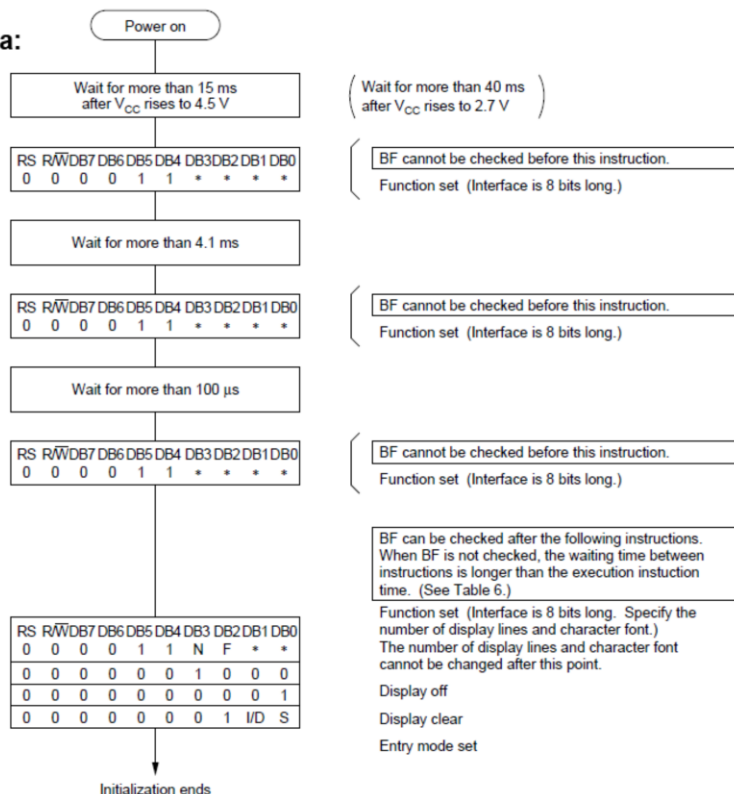 a:
Power on
Wait for more than 15 ms
after VCC rises to 4.5 V
Wait for more than 40 ms
after VCC rises to 2.7 V
RS R/W̅ DB7 DB6 DB5 DB4 DB3 DB2 DB1 DB0
0 0 0 0 1 1 * * * *
BF cannot be checked before this instruction.
Function set (Interface is 8 bits long.)
Wait for more than 4.1 ms
RS R/W̅ DB7 DB6 DB5 DB4 DB3 DB2 DB1 DB0
0 0 0 0 1 1 * * * *
BF cannot be checked before this instruction.
Function set (Interface is 8 bits long.)
Wait for more than 100 µs
RS R/W̅ DB7 DB6 DB5 DB4 DB3 DB2 DB1 DB0
0 0 0 0 1 1 * * * *
BF cannot be checked before this instruction.
Function set (Interface is 8 bits long.)
BF can be checked after the following instructions.
When BF is not checked, the waiting time between
instructions is longer than the execution instuction
time. (See Table 6.)
RS R/W̅ DB7 DB6 DB5 DB4 DB3 DB2 DB1 DB0
0 0 0 0 1 1 N F * *
0 0 0 0 0 0 1 0 0 0
0 0 0 0 0 0 0 0 0 1
0 0 0 0 0 0 0 1 I/D S
Function set (Interface is 8 bits long. Specify the
number of display lines and character font.)
The number of display lines and character font
cannot be changed after this point.
Display off
Display clear
Entry mode set
Initialization ends